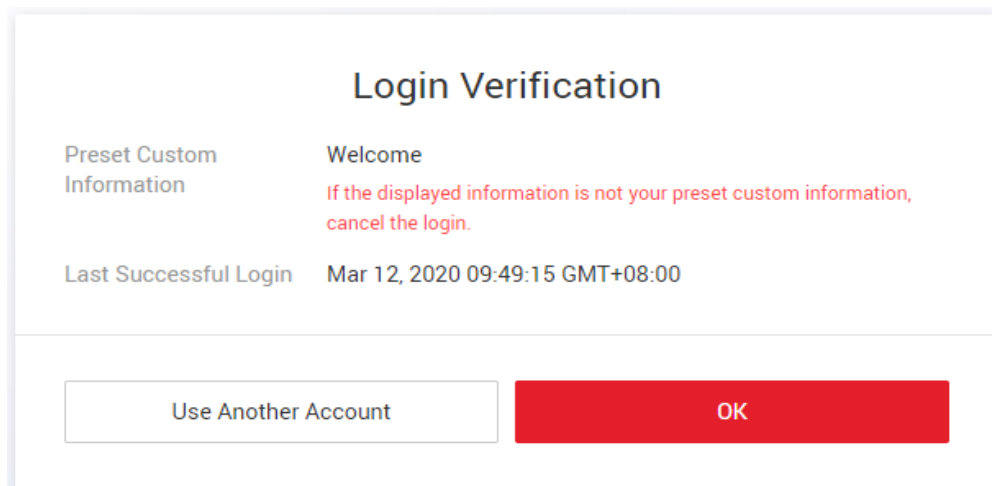 Login Verification
Preset Custom
Information
Welcome
If the displayed information is not your preset custom information,
cancel the login.
Last Successful Login
Mar 12, 2020 09:49:15 GMT+08:00
Use Another Account
OK